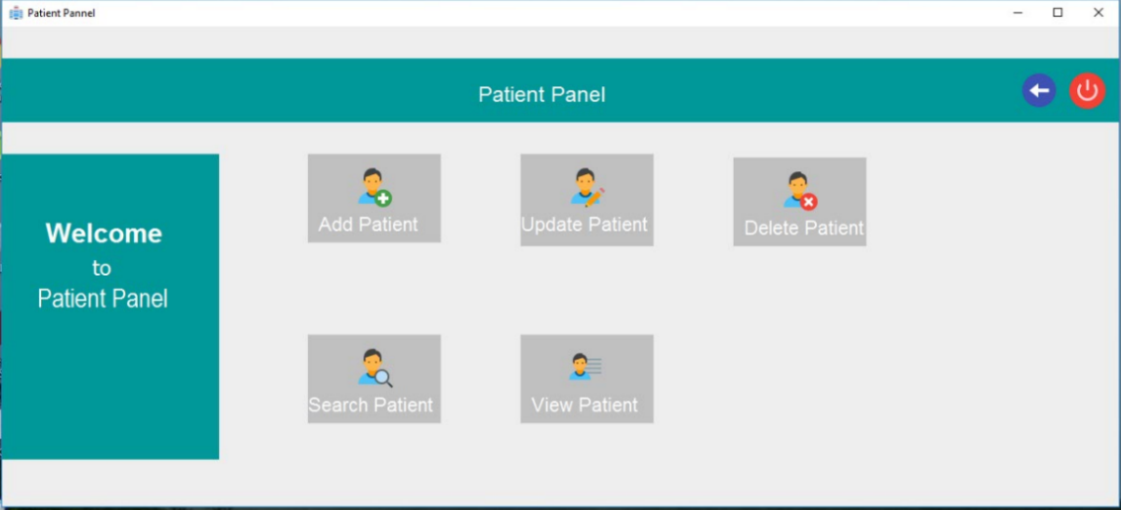 Patient Pannel
Patient Panel
Welcome
to
Patient Panel
Add Patient
Update Patient
Delete Patient
Search Patient
View Patient